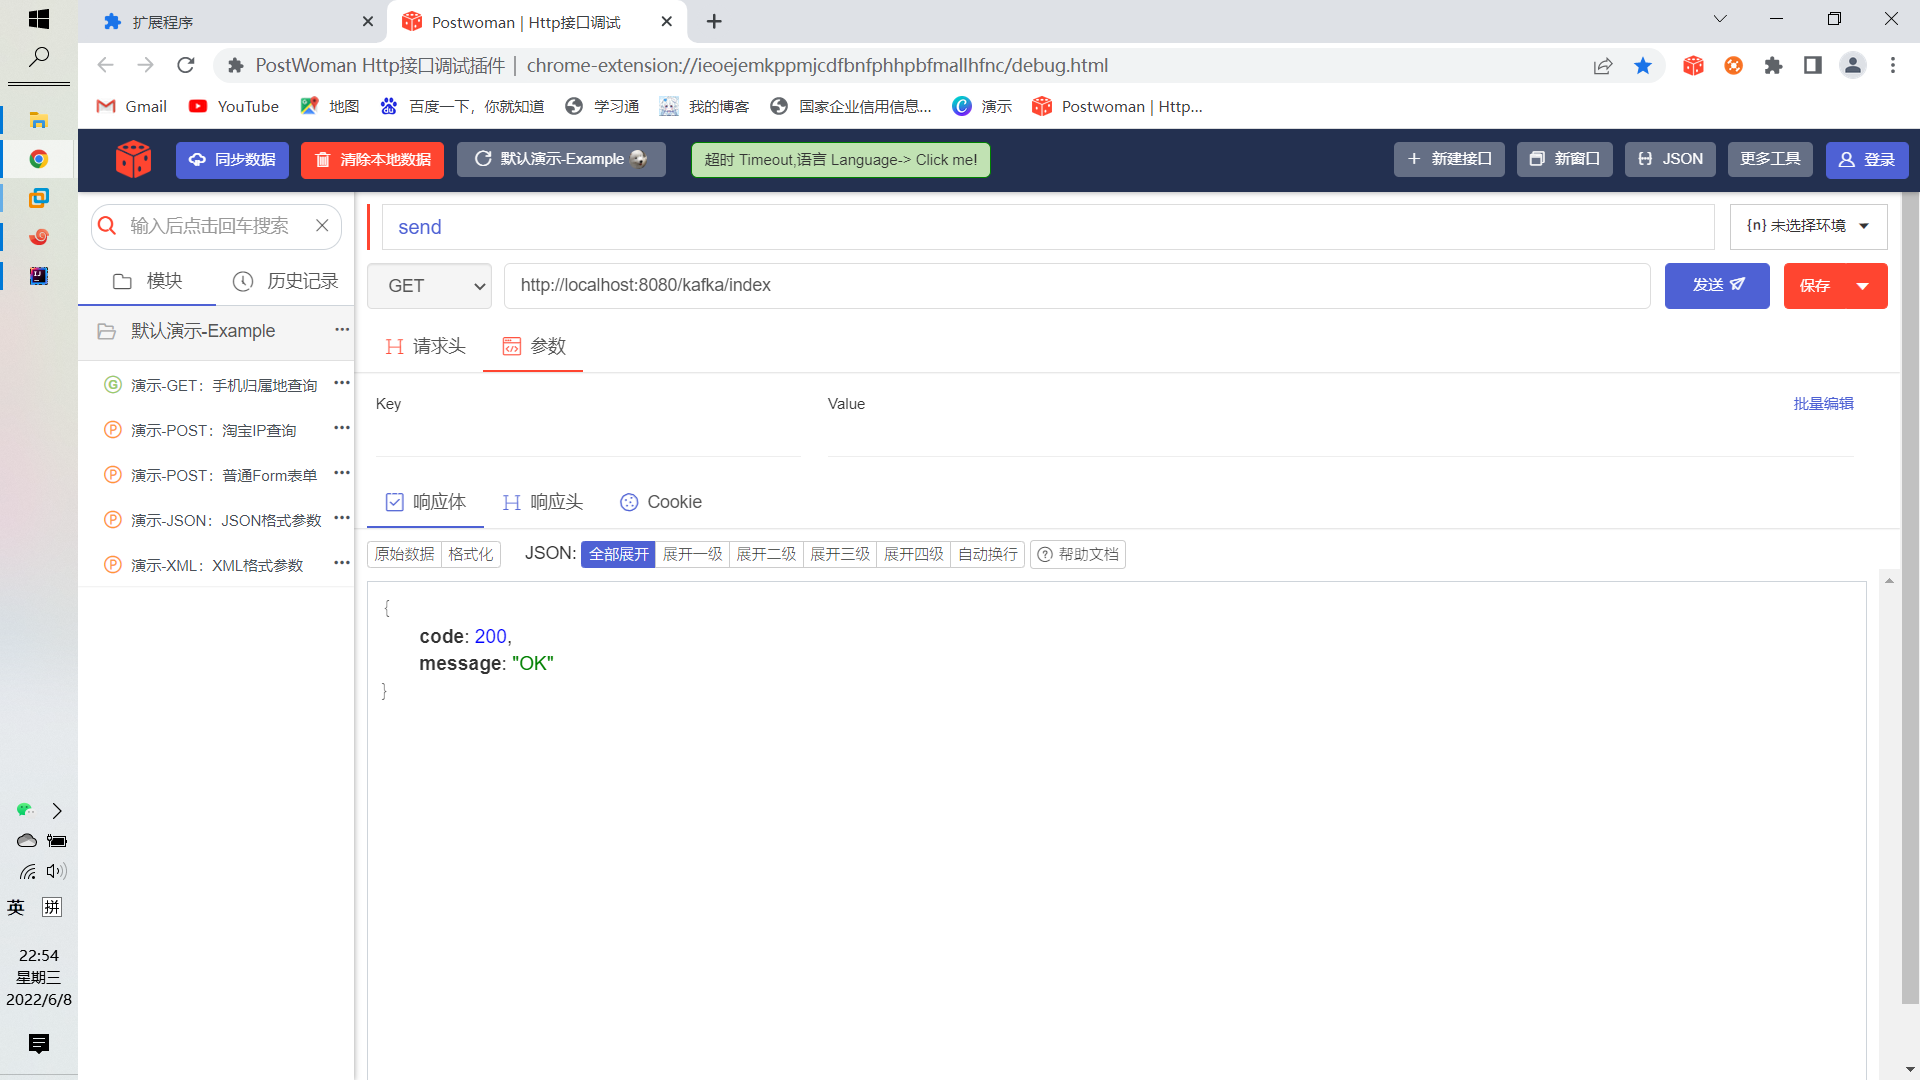 扩展程序
Postwoman | Http接口调试
PostWoman Http接口调试插件 | chrome-extension://ieoejemkppmjcdfbnfphhpbfmallhfnc/debug.html
Gmail YouTube 地图 百度一下，你就知道 学习通 我的博客 国家企业信用信息... 演示 Postwoman | Http...
同步数据 清除本地数据 默认演示-Example 超时 Timeout,语言 Language-> Click me! 新建接口 新窗口 JSON 更多工具 登录
输入后点击回车搜索
模块 历史记录
默认演示-Example
G 演示-GET：手机归属地查询
P 演示-POST：淘宝IP查询
P 演示-POST：普通Form表单
P 演示-JSON：JSON格式参数
P 演示-XML：XML格式参数
send
{n} 未选择环境
GET http://localhost:8080/kafka/index 发送 保存
请求头 参数
Key Value 批量编辑
响应体 响应头 Cookie
原始数据 格式化 JSON: 全部展开 展开一级 展开二级 展开三级 展开四级 自动换行 帮助文档
{
code: 200,
message: "OK"
}
英 拼
22:54
星期三
2022/6/8